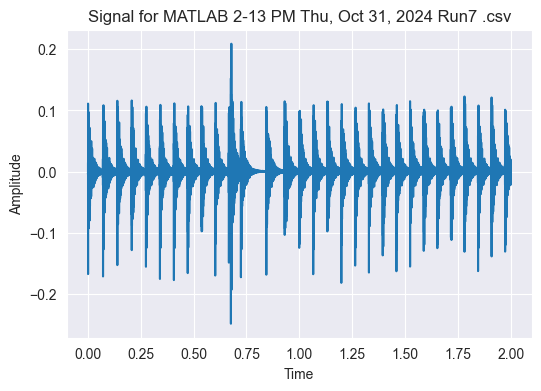 Signal for MATLAB 2-13 PM Thu, Oct 31, 2024 Run7 .csv
0.2
0.1
0.0
−0.1
−0.2
Amplitude
0.00 0.25 0.50 0.75 1.00 1.25 1.50 1.75 2.00
Time